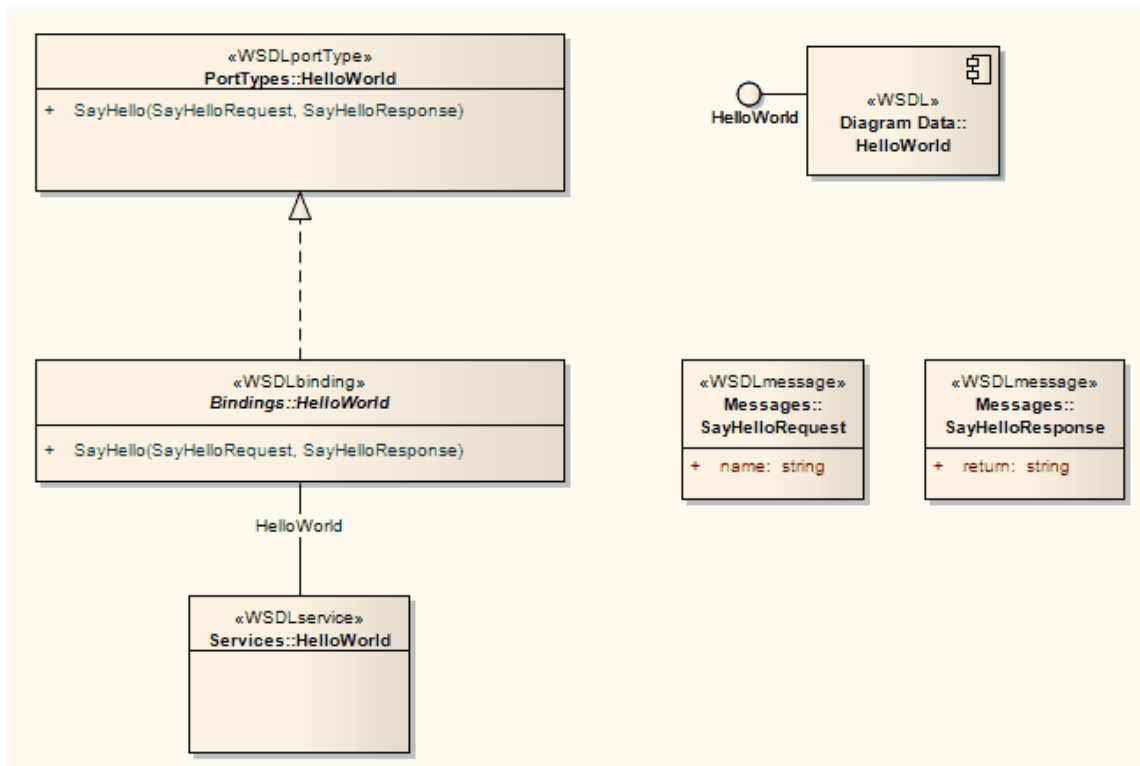 «WSDLportType»
PortTypes::HelloWorld
+ SayHello(SayHelloRequest, SayHelloResponse)
HelloWorld
«WSDL»
Diagram Data::
HelloWorld
«WSDLbinding»
Bindings::HelloWorld
+ SayHello(SayHelloRequest, SayHelloResponse)
HelloWorld
«WSDLservice»
Services::HelloWorld
«WSDLmessage»
Messages::
SayHelloRequest
+ name: string
«WSDLmessage»
Messages::
SayHelloResponse
+ return: string